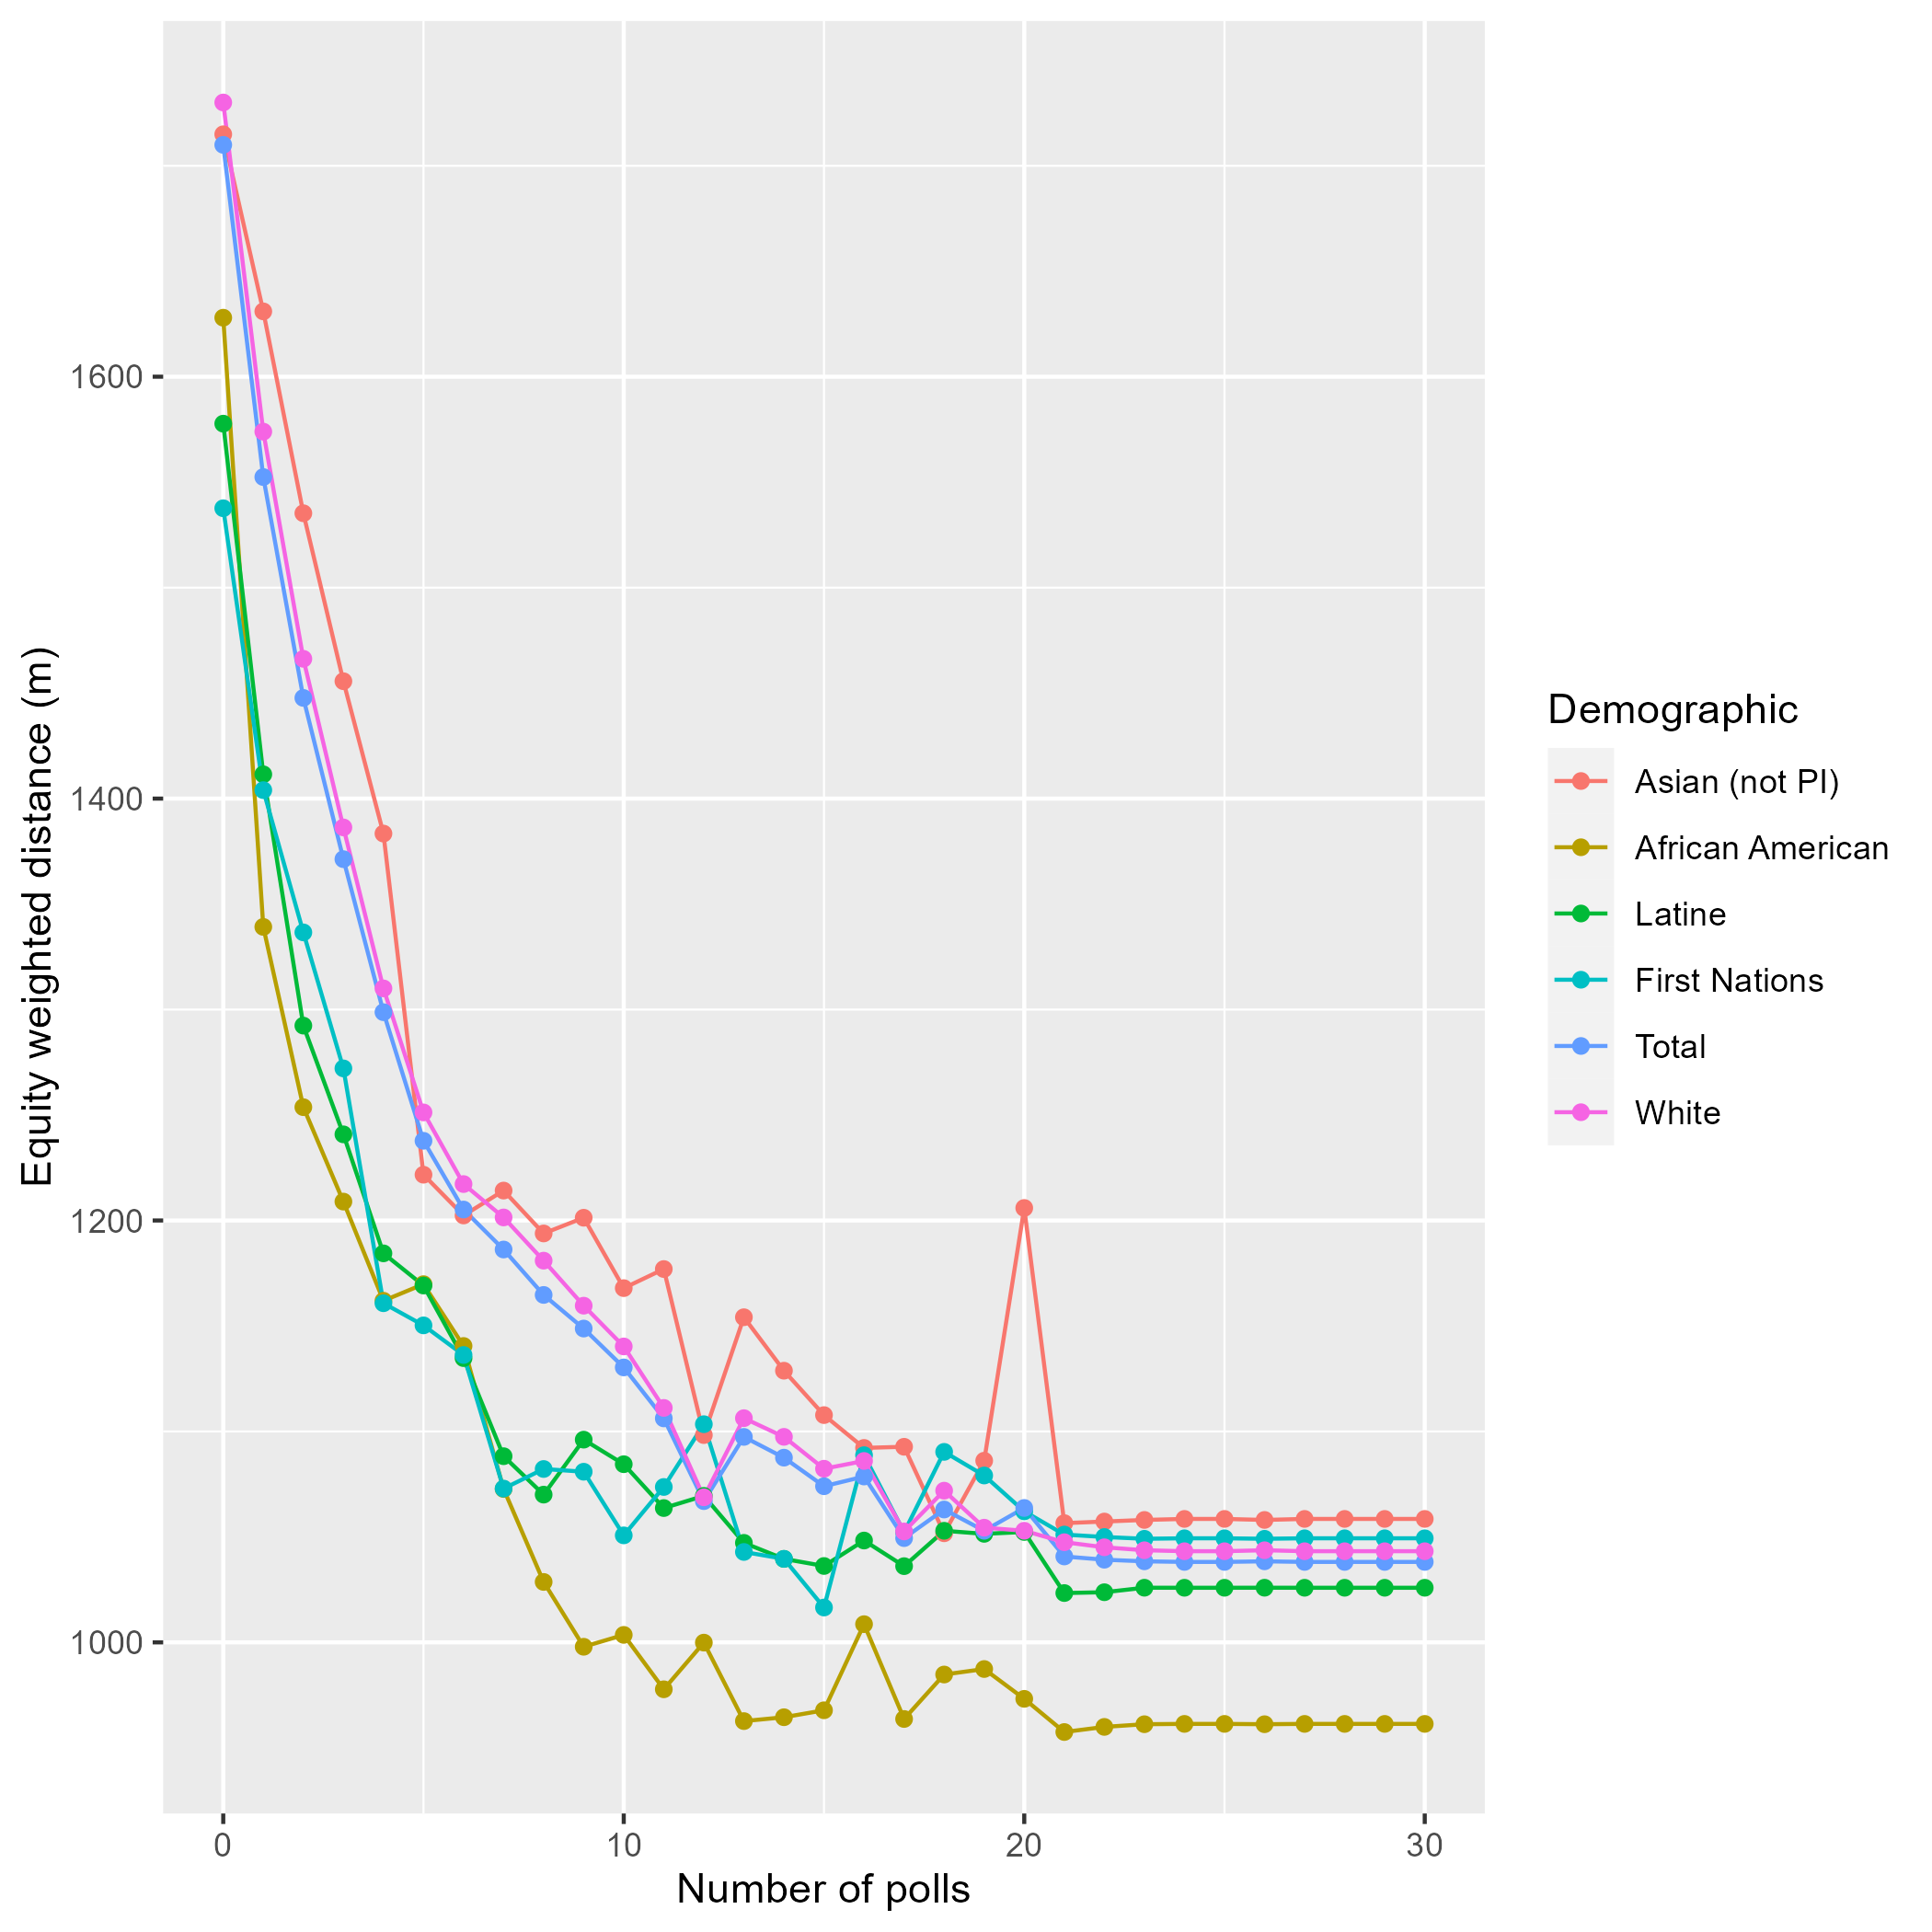 Equity weighted distance (m)
1600
1400
1200
1000
0 10 20 30
Number of polls
Demographic
Asian (not PI)
African American
Latine
First Nations
Total
White